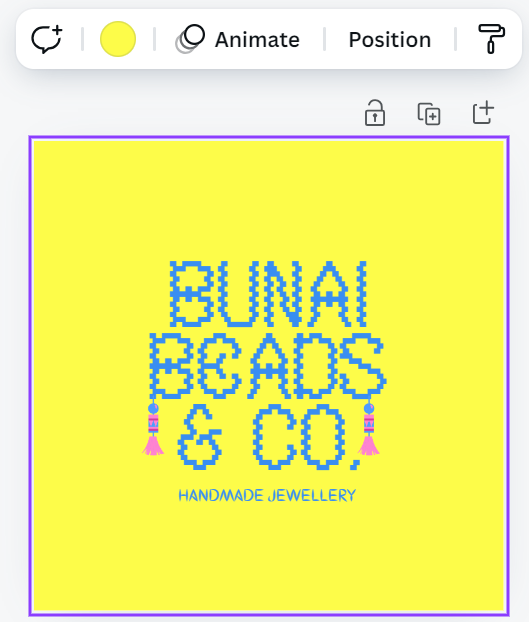 Animate Position
BUNAI
BEADS
& CO,
HANDMADE JEWELLERY